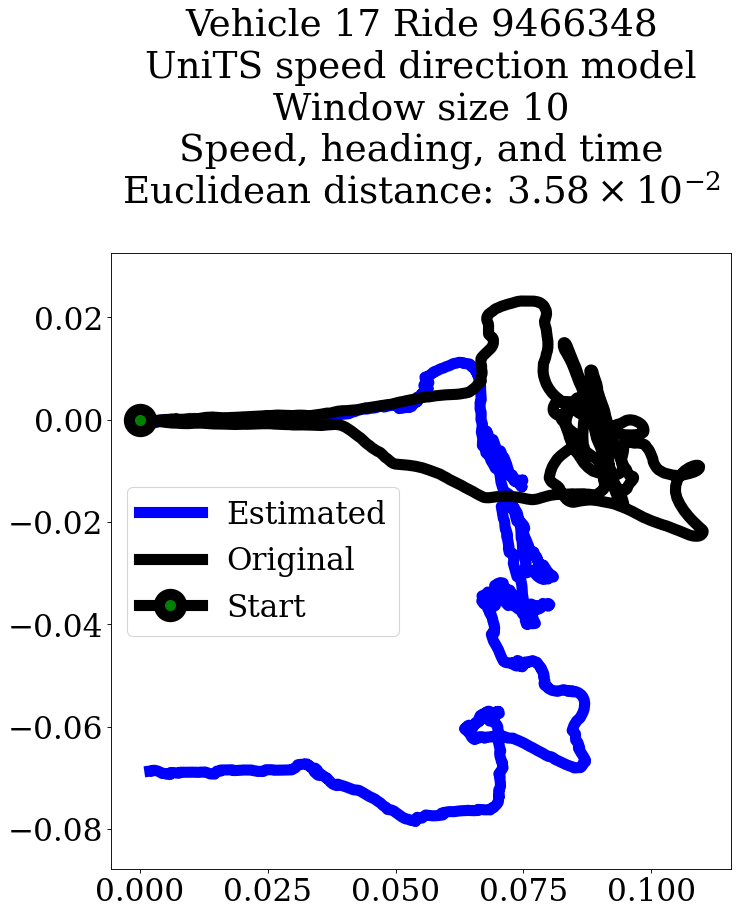 Vehicle 17 Ride 9466348
UniTS speed direction model
Window size 10
Speed, heading, and time
Euclidean distance: 3.58 × 10⁻²
0.02
0.00
−0.02
−0.04
−0.06
−0.08
Estimated
Original
Start
0.000 0.025 0.050 0.075 0.100